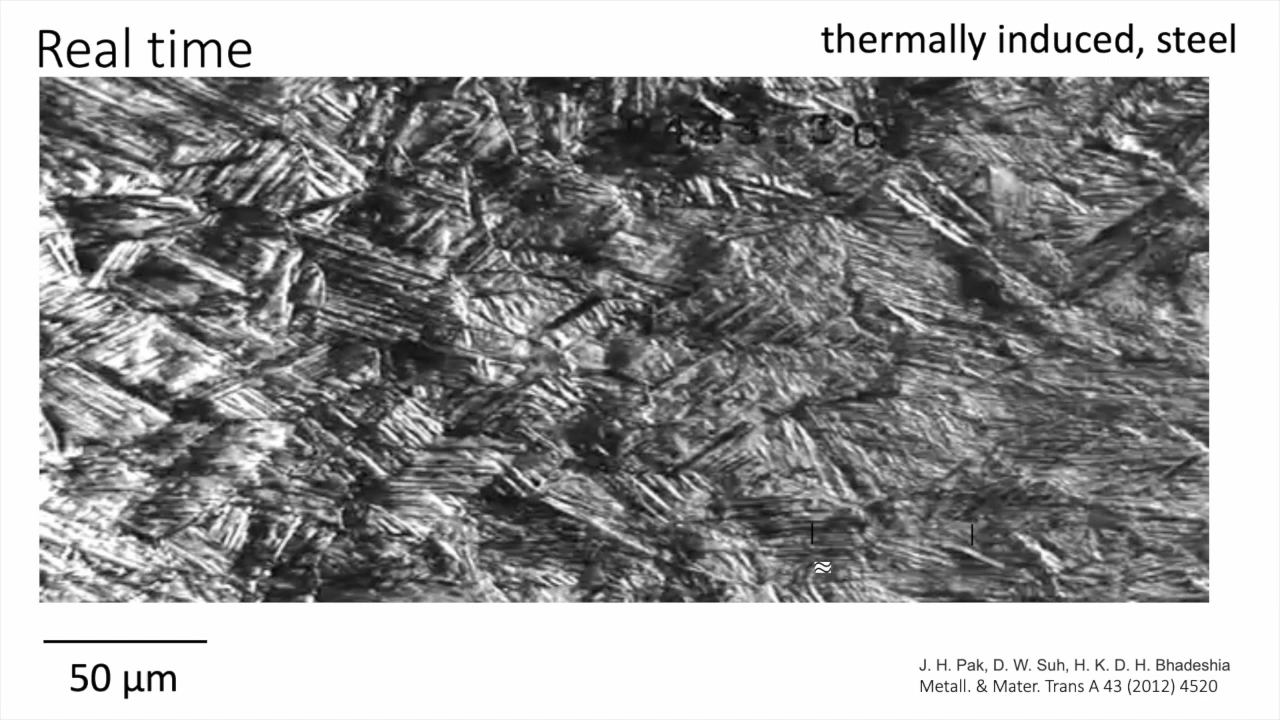 Real time
thermally induced, steel
50 µm
J. H. Pak, D. W. Suh, H. K. D. H. Bhadeshia
Metall. & Mater. Trans A 43 (2012) 4520